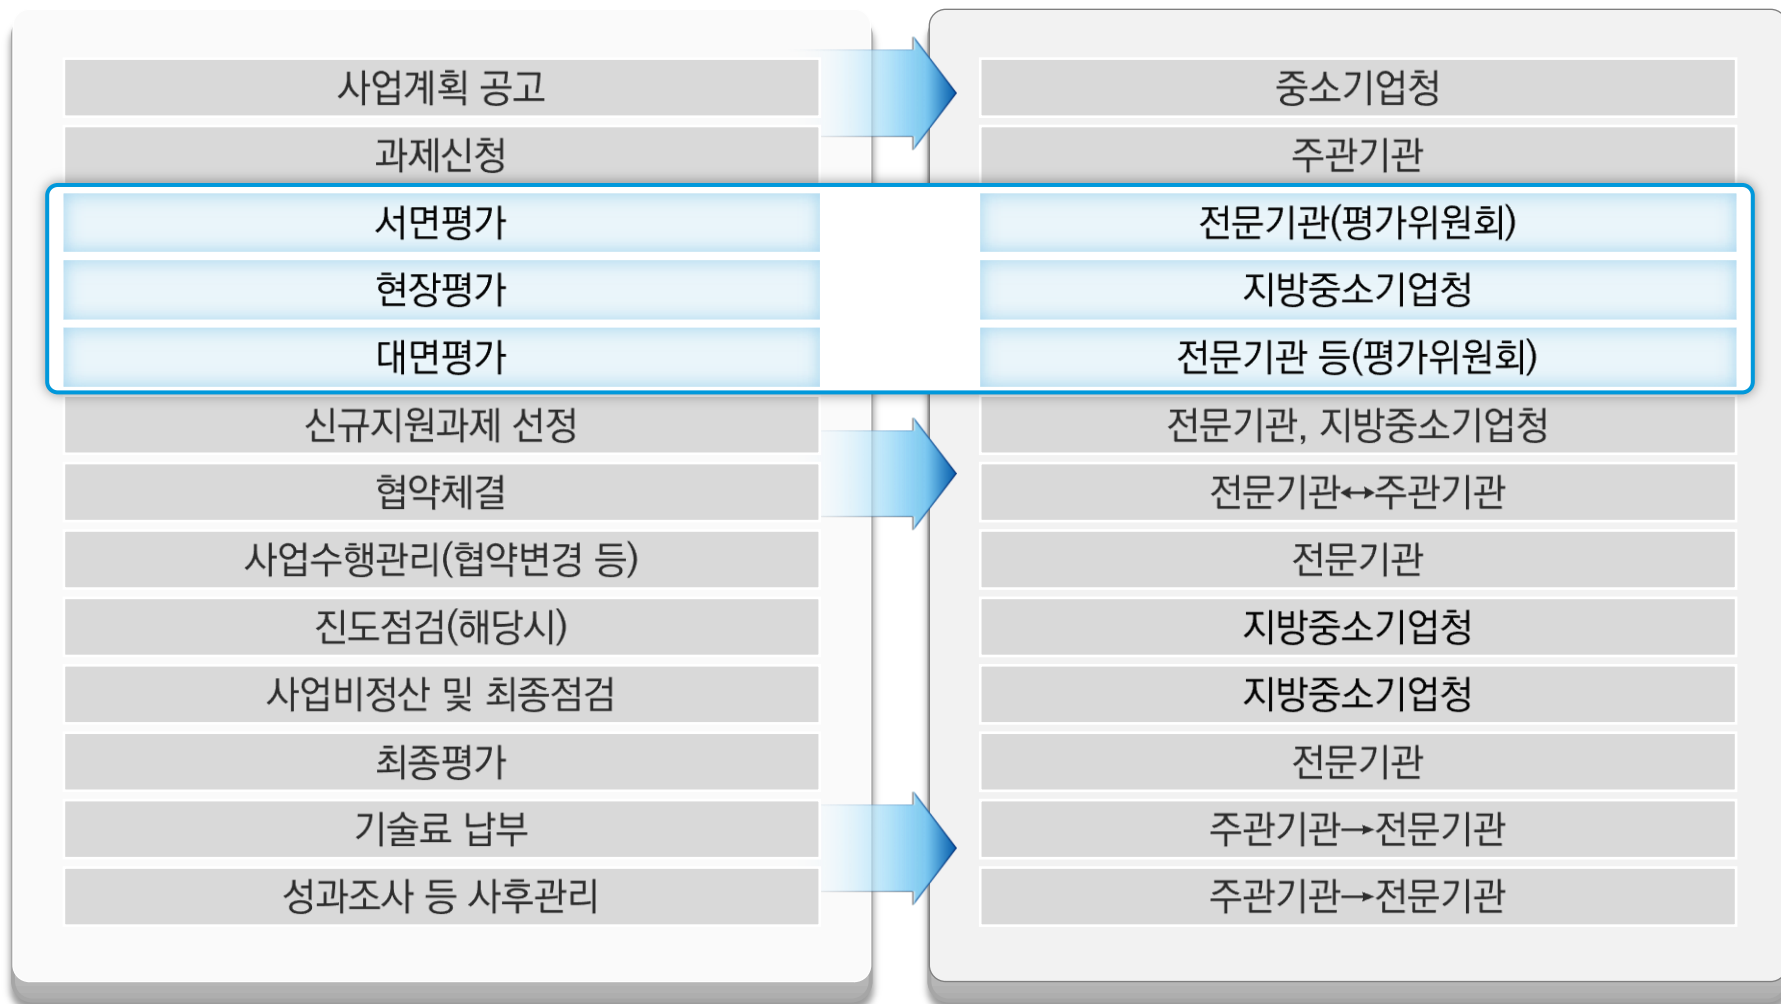 사업계획 공고
중소기업청
과제신청
주관기관
서면평가
전문기관(평가위원회)
현장평가
지방중소기업청
대면평가
전문기관 등(평가위원회)
신규지원과제 선정
전문기관, 지방중소기업청
협약체결
전문기관↔주관기관
사업수행관리(협약변경 등)
전문기관
진도점검(해당시)
지방중소기업청
사업비정산 및 최종점검
지방중소기업청
최종평가
전문기관
기술료 납부
주관기관→전문기관
성과조사 등 사후관리
주관기관→전문기관